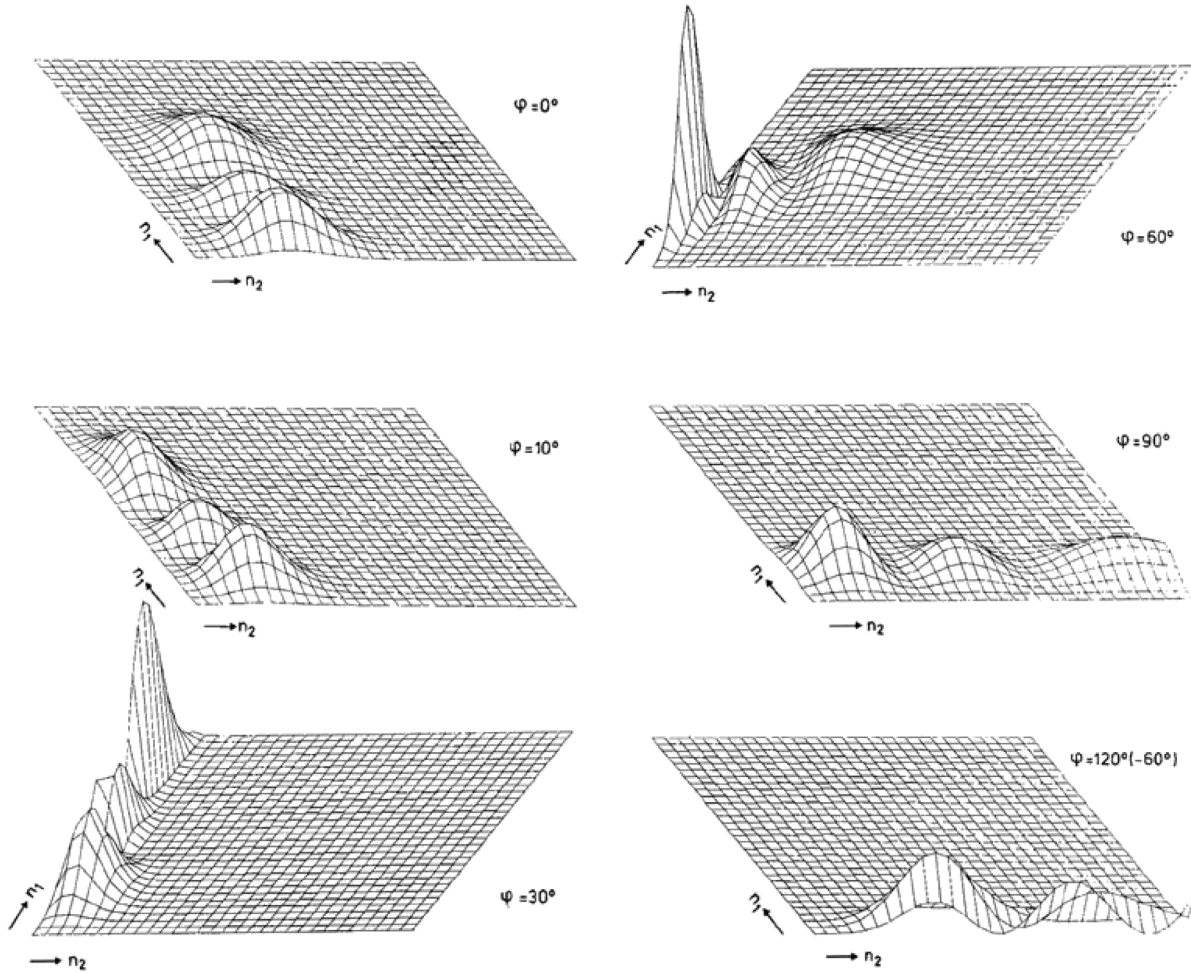 φ=0°
n₁
→ n₂
φ=60°
n₁
→ n₂
φ=10°
n₁
→ n₂
φ=90°
n₁
→ n₂
φ=30°
n₁
→ n₂
φ=120°(-60°)
n₁
→ n₂